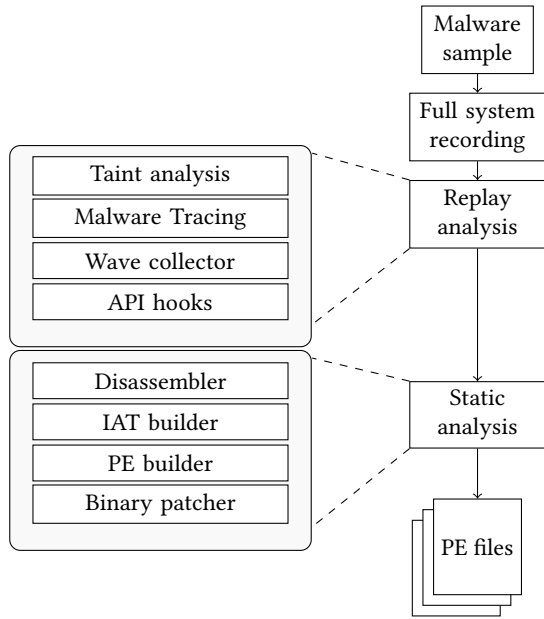 Malware
sample
Full system
recording
Taint analysis
Malware Tracing
Wave collector
API hooks
Replay
analysis
Disassembler
IAT builder
PE builder
Binary patcher
Static
analysis
PE files